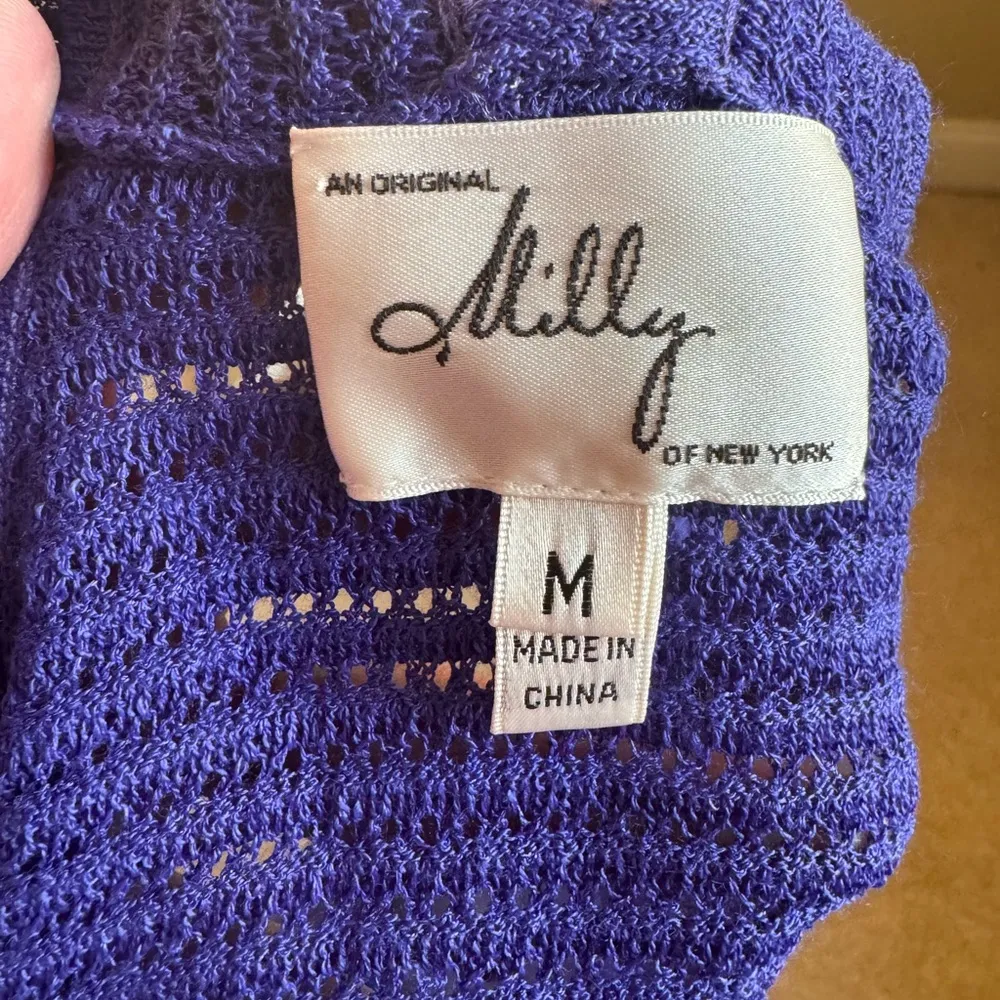 AN ORIGINAL
Milly
OF NEW YORK
M
MADE IN
CHINA